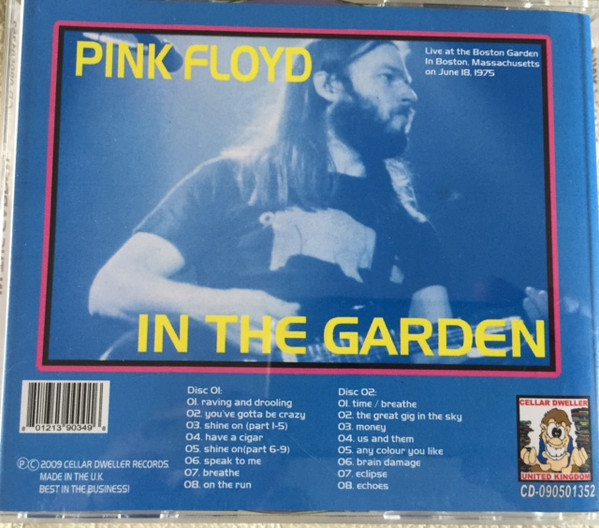 PINK FLOYD
Live at the Boston Garden
In Boston, Massachusetts
on June 18, 1975
IN THE GARDEN
Disc 01:
01. raving and drooling
02. you've gotta be crazy
03. shine on (part 1-5)
04. have a cigar
05. shine on(part 6-9)
06. speak to me
07. breathe
08. on the run
Disc 02:
01. time / breathe
02. the great gig in the sky
03. money
04. us and them
05. any colour you like
06. brain damage
07. eclipse
08. echoes
8 01213 90349 8
℗©2009 CELLAR DWELLER RECORDS.
MADE IN THE U.K
BEST IN THE BUSINESS!
CELLAR DWELLER
UNITED KINGDOM
CD-090501352